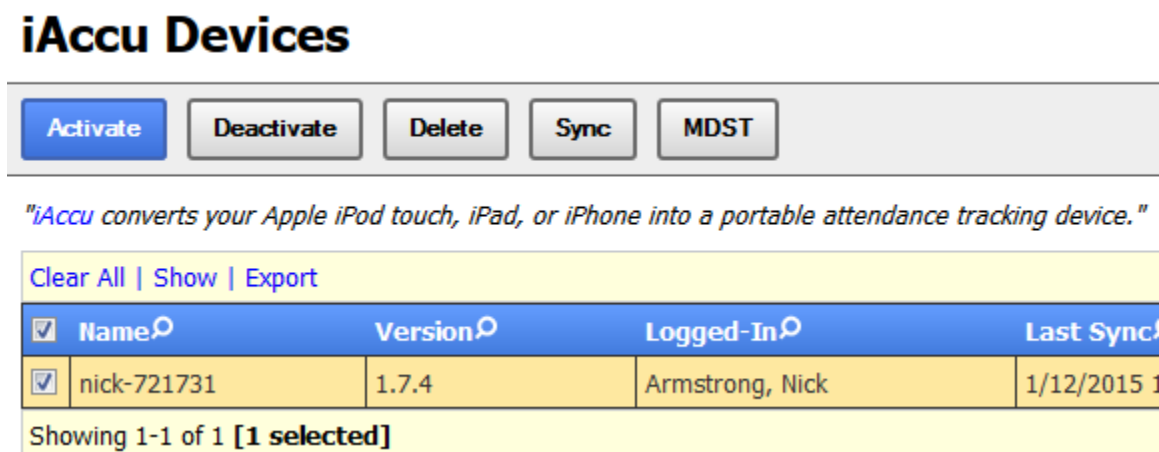 iAccu Devices
Activate Deactivate Delete Sync MDST
"iAccu converts your Apple iPod touch, iPad, or iPhone into a portable attendance tracking device."
Clear All | Show | Export
Name Version Logged-In Last Sync
nick-721731 1.7.4 Armstrong, Nick 1/12/2015 1
Showing 1-1 of 1 [1 selected]